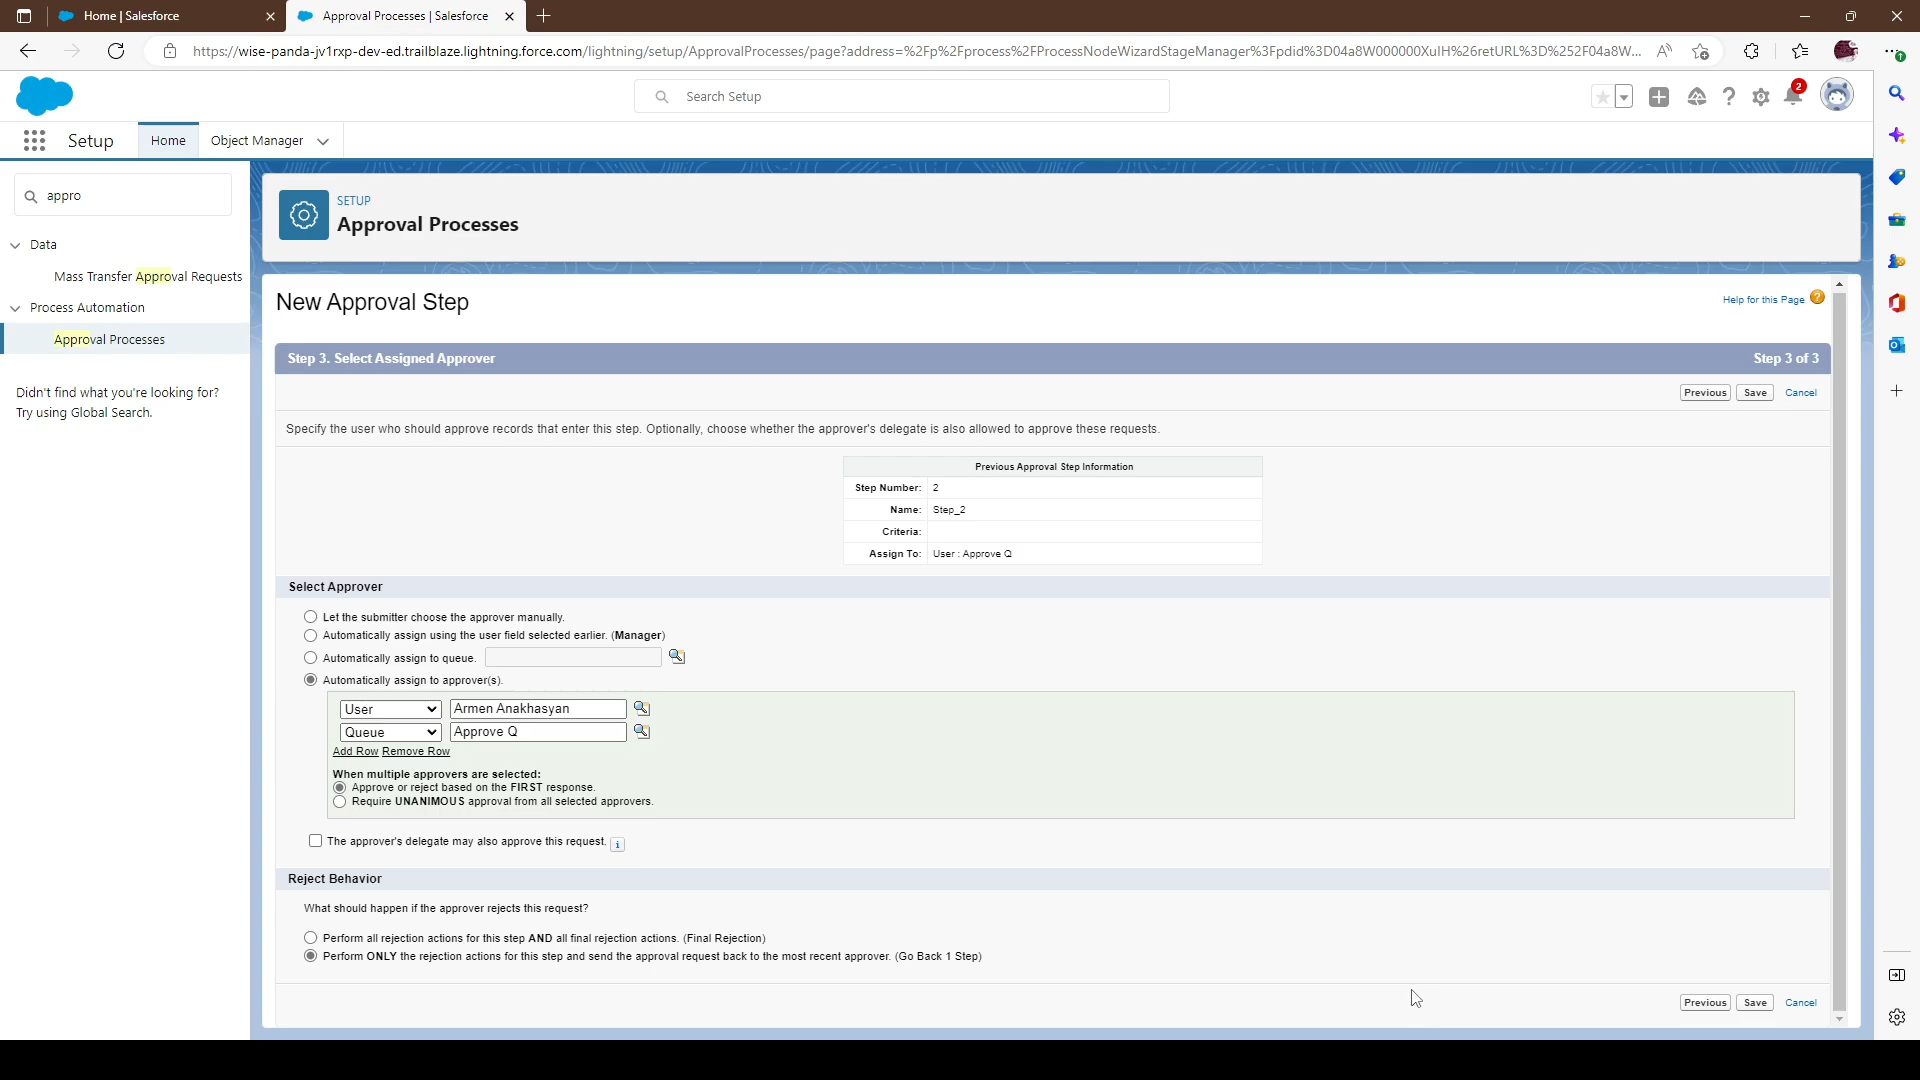 Home | Salesforce
Approval Processes | Salesforce
https://wise-panda-jv1rxp-dev-ed.trailblaze.lightning.force.com/lightning/setup/ApprovalProcesses/page?address=%2Fp%2Fprocess%2FProcessNodeWizardStageManager%3Fpdid%3D04a8W000000XuIH%26retURL%3D%252F04a8W...
Search Setup
2
Setup
Home
Object Manager
appro
Data
Mass Transfer Approval Requests
Process Automation
Approval Processes
Didn't find what you're looking for?
Try using Global Search.
SETUP
Approval Processes
New Approval Step
Help for this Page ?
Step 3. Select Assigned Approver
Step 3 of 3
Previous Save Cancel
Specify the user who should approve records that enter this step. Optionally, choose whether the approver's delegate is also allowed to approve these requests.
Previous Approval Step Information
Step Number: 2
Name: Step_2
Criteria:
Assign To: User : Approve Q
Select Approver
Let the submitter choose the approver manually.
Automatically assign using the user field selected earlier. (Manager)
Automatically assign to queue.
Automatically assign to approver(s).
User Armen Anakhasyan
Queue Approve Q
Add Row Remove Row
When multiple approvers are selected:
Approve or reject based on the FIRST response.
Require UNANIMOUS approval from all selected approvers.
The approver's delegate may also approve this request. i
Reject Behavior
What should happen if the approver rejects this request?
Perform all rejection actions for this step AND all final rejection actions. (Final Rejection)
Perform ONLY the rejection actions for this step and send the approval request back to the most recent approver. (Go Back 1 Step)
Previous Save Cancel